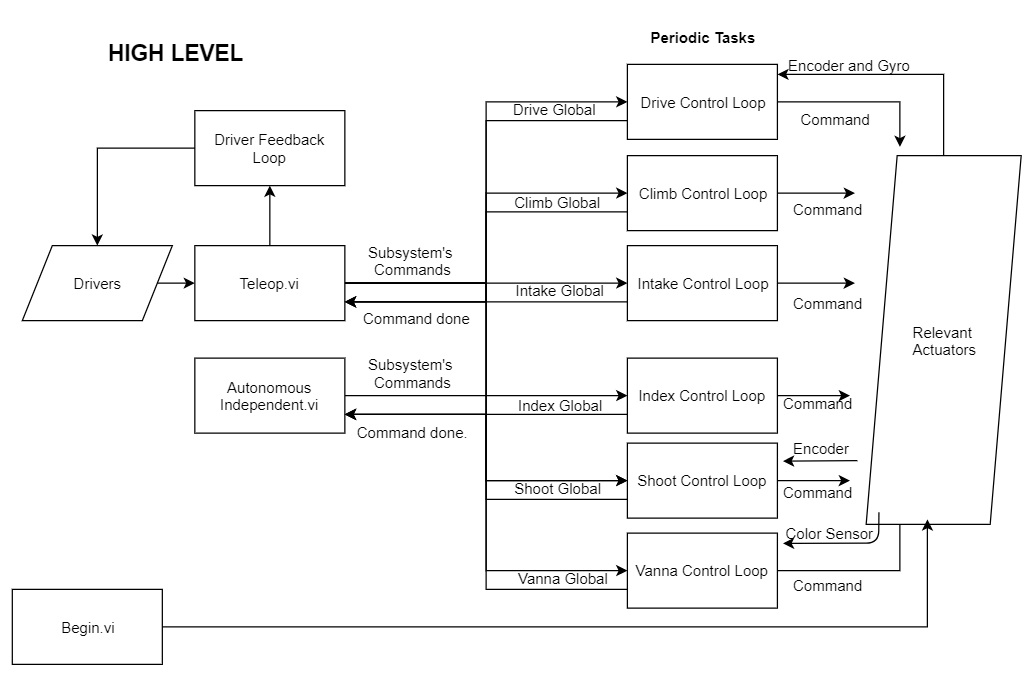 Periodic Tasks
HIGH LEVEL
Encoder and Gyro
Drive Global
Drive Control Loop
Command
Driver Feedback
Loop
Climb Global
Climb Control Loop
Command
Drivers
Teleop.vi
Subsystem's
Commands
Command done
Intake Global
Intake Control Loop
Command
Relevant
Actuators
Autonomous
Independent.vi
Subsystem's
Commands
Command done.
Index Global
Index Control Loop
Command
Encoder
Shoot Global
Shoot Control Loop
Command
Color Sensor
Vanna Global
Vanna Control Loop
Command
Begin.vi